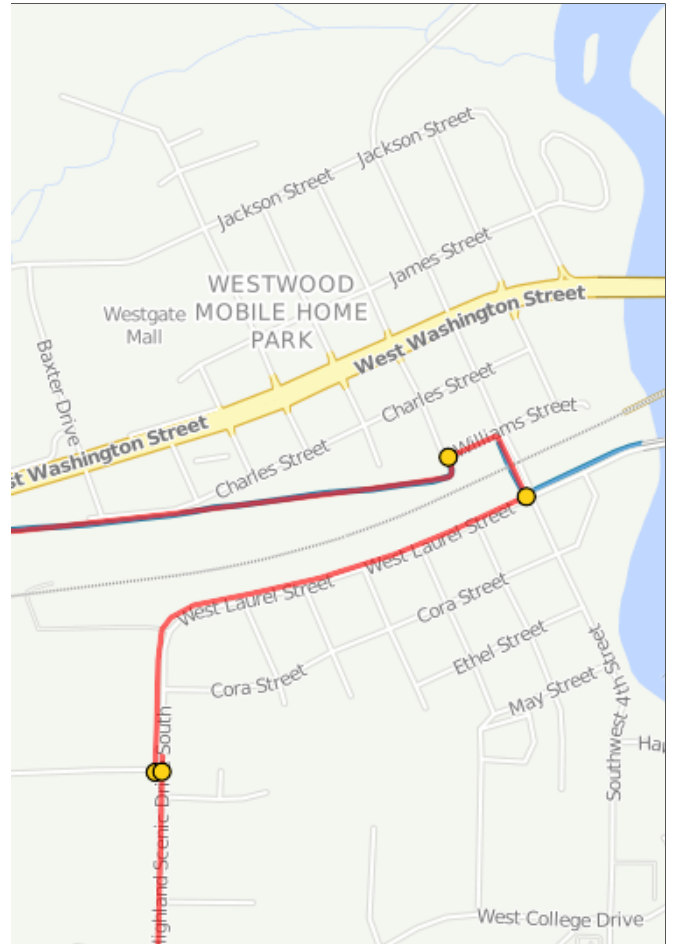 Jackson Street
Jackson Street
James Street
WESTWOOD
MOBILE HOME
PARK
Westgate
Mall
West Washington Street
Baxter Drive
Charles Street
Williams Street
st Washington Street
Charles Street
West Laurel Street
West Laurel Street
Cora Street
Ethel Street
Cora Street
May Street
Southwest 4th Street
Highland Scenic Drive South
West College Drive